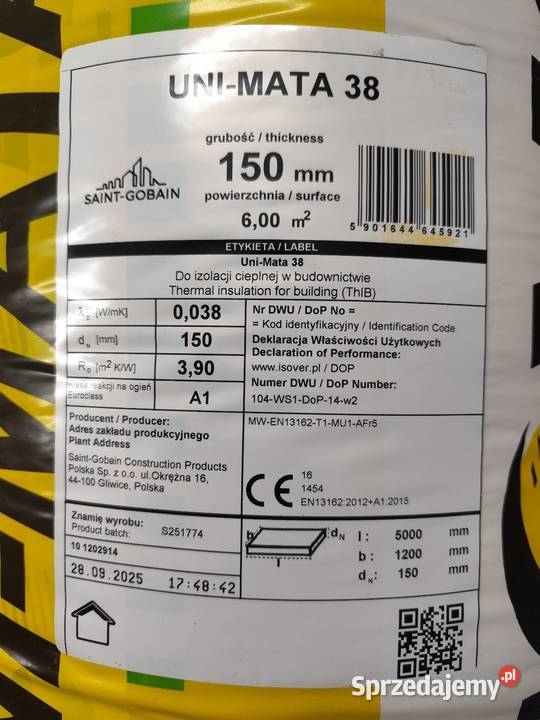 UNI-MATA 38
grubość / thickness
150 mm
powierzchnia / surface
6,00 m²
SAINT-GOBAIN
5 901644 645921
ETYKIETA / LABEL
Uni-Mata 38
Do izolacji cieplnej w budownictwie
Thermal insulation for building (ThIB)
λD [W/mK] 0,038
dN [mm] 150
RD [m² K/W] 3,90
Klasa reakcji na ogień
Euroclass A1
Nr DWU / DoP No =
= Kod identyfikacyjny / Identification Code
Deklaracja Właściwości Użytkowych
Declaration of Performance:
www.isover.pl / DOP
Numer DWU / DoP Number:
104-WS1-DoP-14-w2
Producent / Producer:
Adres zakładu produkcyjnego
Plant Address
Saint-Gobain Construction Products
Polska Sp. z o.o. ul.Okrężna 16,
44-100 Gliwice, Polska
MW-EN13162-T1-MU1-AFr5
CE
16
1454
EN13162:2012+A1:2015
Znamię wyrobu:
Product batch: S251774
10 1202914
28.09.2025 17:48:42
b dN
l
l : 5000 mm
b : 1200 mm
dN: 150 mm
Sprzedajemy.pl